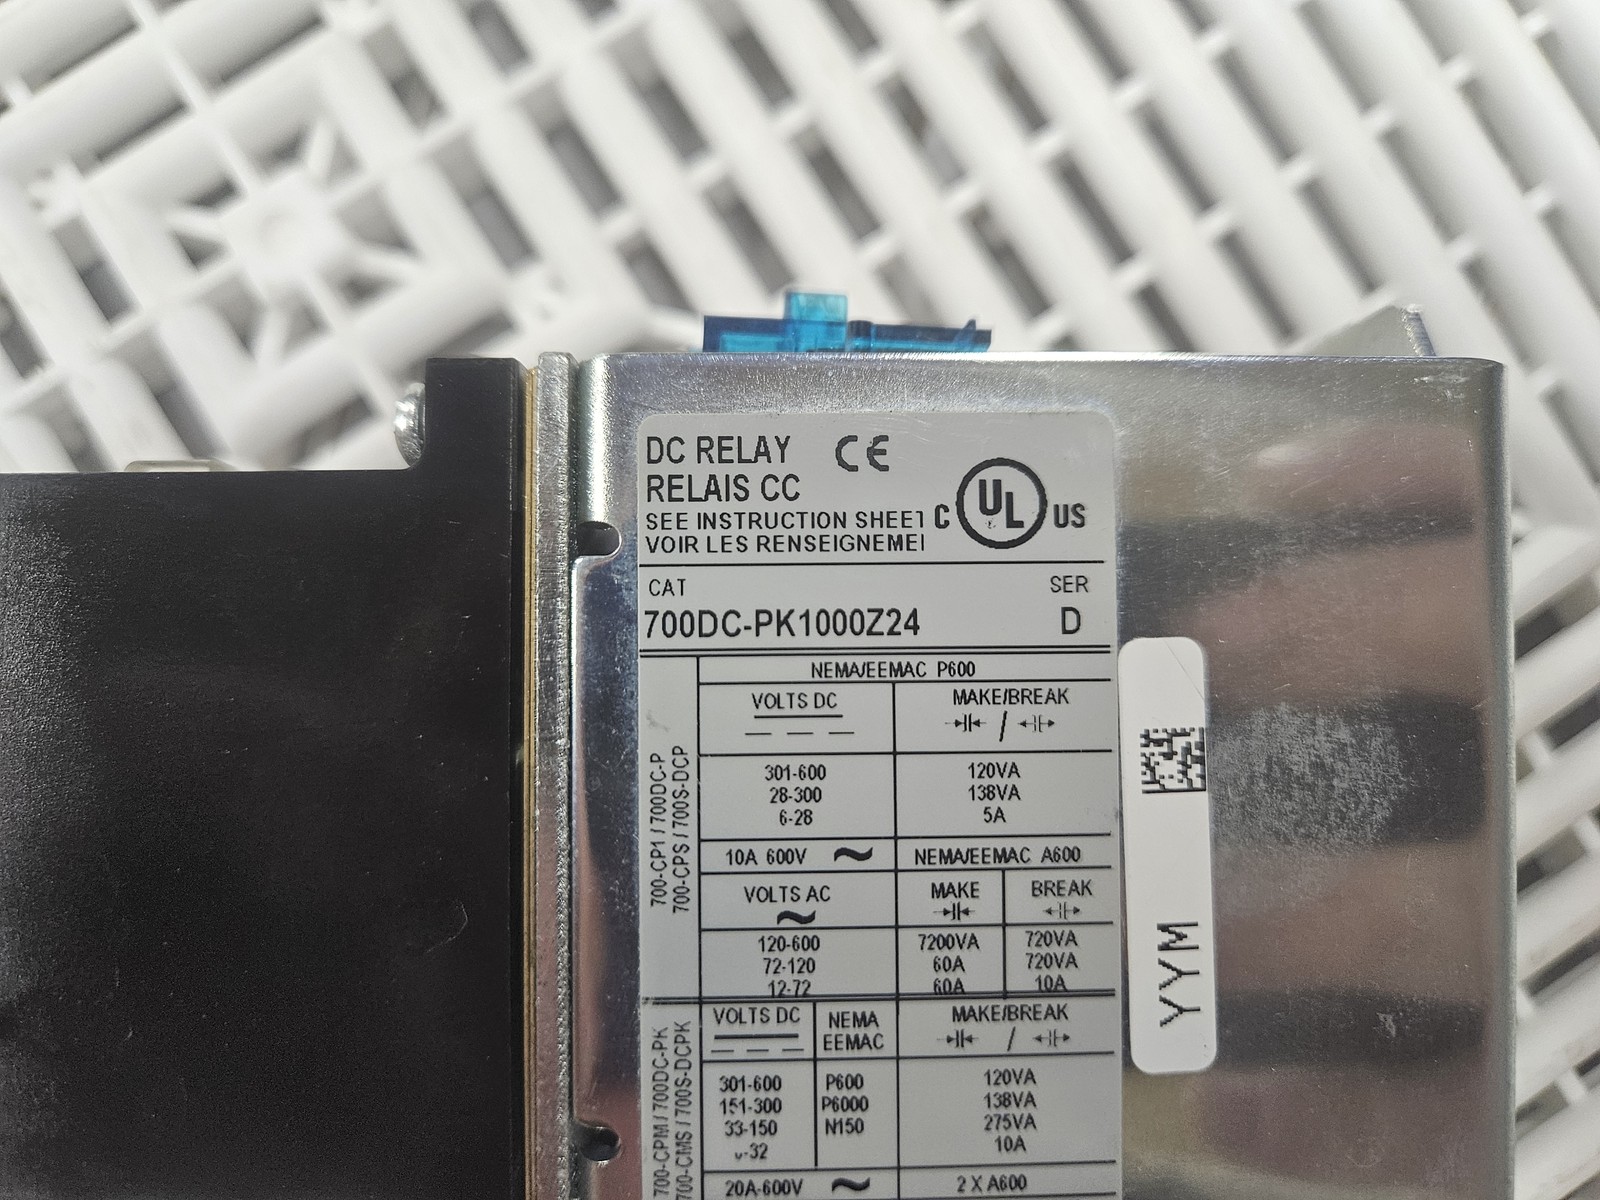 DC RELAY CE
RELAIS CC
SEE INSTRUCTION SHEET
VOIR LES RENSEIGNEMEI
C UL US
CAT SER
700DC-PK1000Z24 D
700-CP1 / 700DC-P
700-CPS / 700S-DCP
NEMA/EEMAC P600
VOLTS DC MAKE/BREAK
/
301-600 120VA
28-300 138VA
6-28 5A
10A 600V ~ NEMA/EEMAC A600
VOLTS AC MAKE BREAK
~
120-600 7200VA 720VA
72-120 60A 720VA
12-72 60A 10A
700-CPM / 700DC-PK
700-CMS / 700S-DCPK
VOLTS DC NEMA MAKE/BREAK
EEMAC /
301-600 P600 120VA
151-300 P6000 138VA
33-150 N150 275VA
-32 10A
20A-600V ~ 2 X A600
YYM